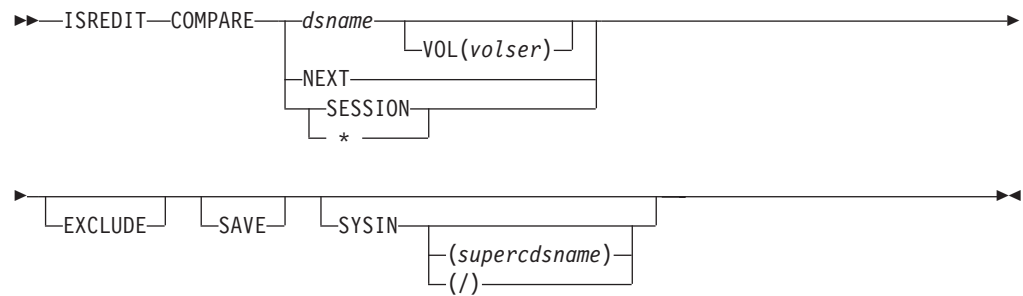 ISREDIT COMPARE dsname
VOL(volser)
NEXT
SESSION
*
EXCLUDE SAVE SYSIN
(supercdsname)
(/)